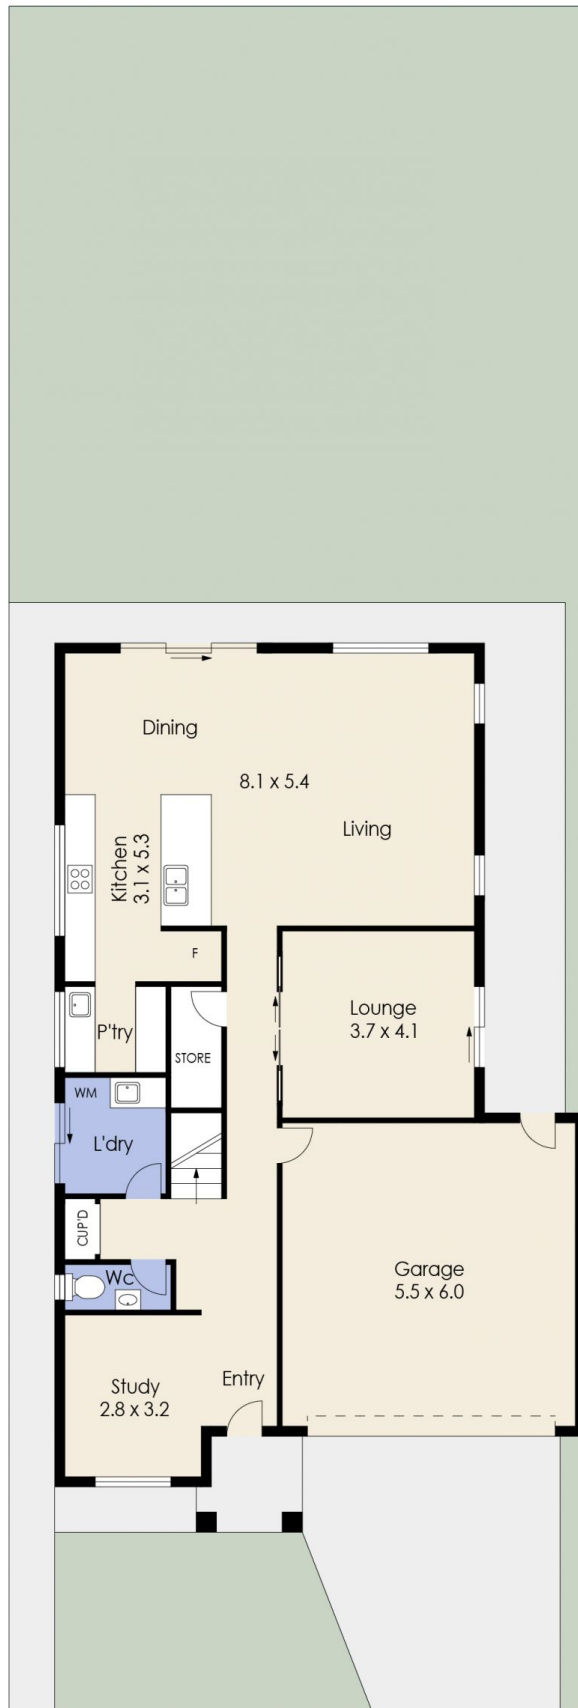 Dining
8.1 x 5.4
Living
Kitchen
3.1 x 5.3
F
Lounge
3.7 x 4.1
P'try
STORE
WM
L'dry
CUP'D
Wc
Garage
5.5 x 6.0
Study
2.8 x 3.2
Entry